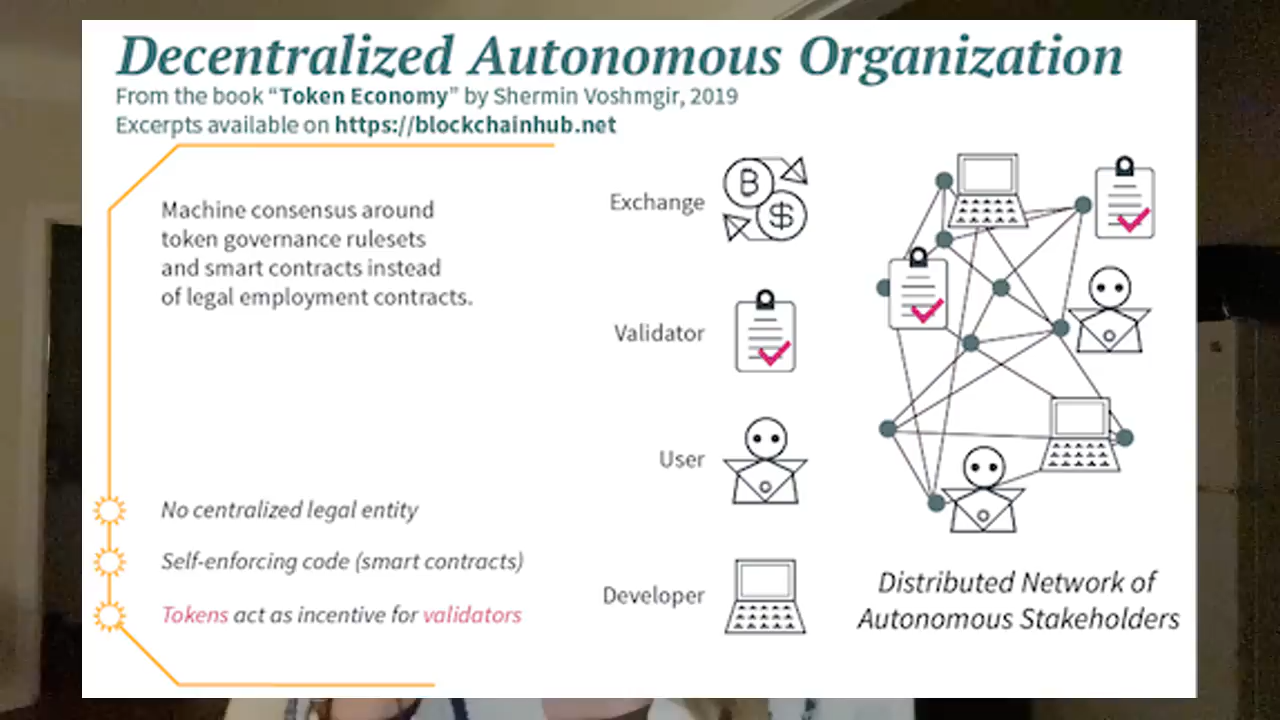 Decentralized Autonomous Organization
From the book “Token Economy” by Shermin Voshmgir, 2019
Excerpts available on https://blockchainhub.net
Machine consensus around
token governance rulesets
and smart contracts instead
of legal employment contracts.
No centralized legal entity
Self-enforcing code (smart contracts)
Tokens act as incentive for validators
Exchange
B
$
Validator
User
Developer
Distributed Network of
Autonomous Stakeholders